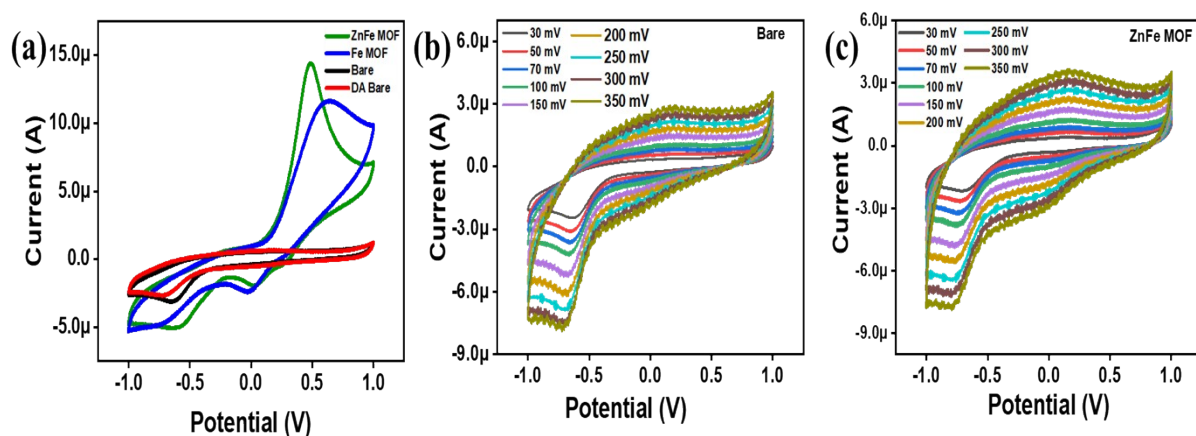 (a)
ZnFe MOF
Fe MOF
Bare
DA Bare
15.0µ
10.0µ
5.0µ
0.0
-5.0µ
Current (A)
-1.0 -0.5 0.0 0.5 1.0
Potential (V)
(b)
Bare
30 mV
50 mV
70 mV
100 mV
150 mV
200 mV
250 mV
300 mV
350 mV
6.0µ
3.0µ
0.0
-3.0µ
-6.0µ
-9.0µ
Current (A)
-1.0 -0.5 0.0 0.5 1.0
Potential (V)
(c)
ZnFe MOF
30 mV
50 mV
70 mV
100 mV
150 mV
200 mV
250 mV
300 mV
350 mV
6.0µ
3.0µ
0.0
-3.0µ
-6.0µ
-9.0µ
Current (A)
-1.0 -0.5 0.0 0.5 1.0
Potential (V)